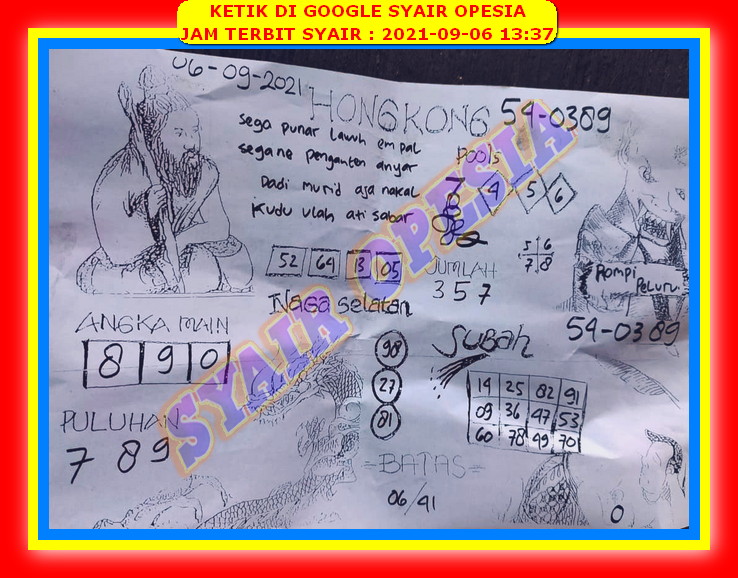 KETIK DI GOOGLE SYAIR OPESIA
JAM TERBIT SYAIR : 2021-09-06 13:37
06-09-2021
HONGKONG 54-0389
Pools
sega punar lawuh empal
segane penganten anyar
Dadi murid aja nakal
Kudu ulah ati sabar
4 5 6
5 6
7 8
52 64 13 05
JUMLAH
357
Naga Selatan
Rompi
Peluru
54-0389
ANGKA MAIN
8 9 0
98
27
81
SUBAH
14 25 82 91
09 36 47 53
60 78 49 70
PULUHAN
7 89
=BATAS=
06/41
SYAIR OPESIA